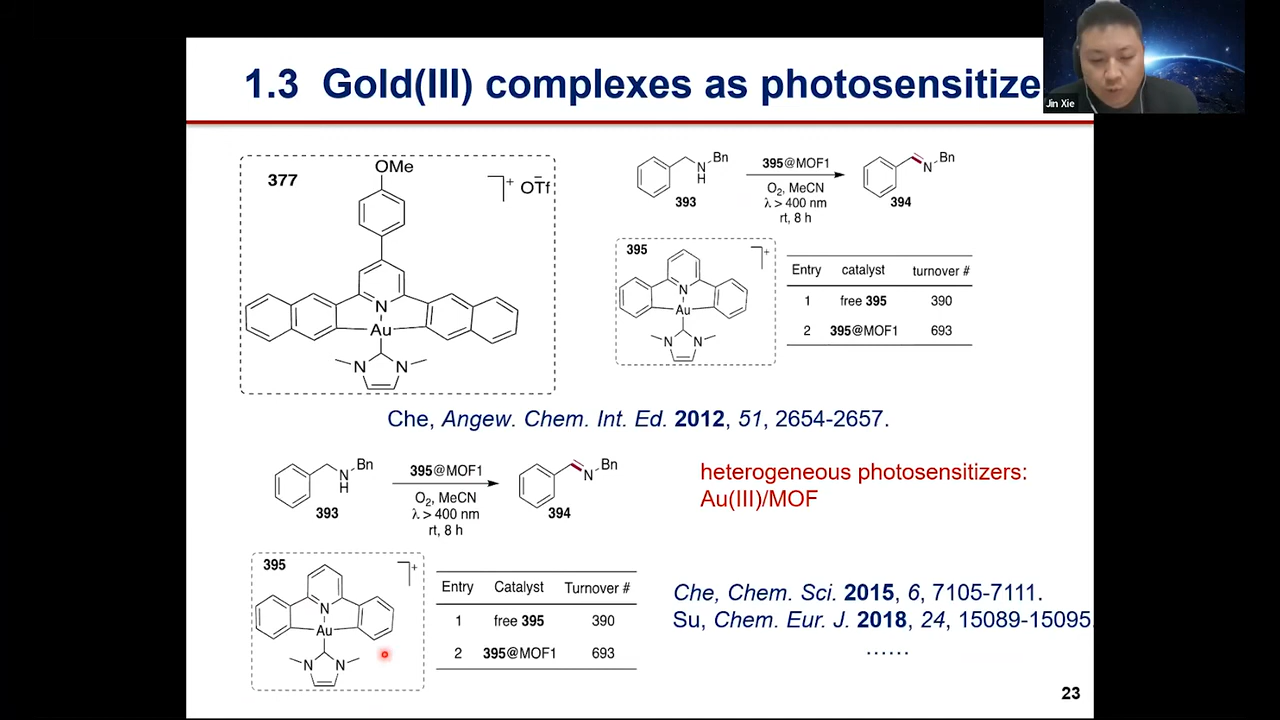 1.3 Gold(III) complexes as photosensitize
Jin Xie
377
OMe
]+ OTf−
N
Au
N N
Bn
N
H
393
395@MOF1
O2, MeCN
λ > 400 nm
rt, 8 h
Bn
N
394
395
]+
N
Au
N N
Entry catalyst turnover #
1 free 395 390
2 395@MOF1 693
Che, Angew. Chem. Int. Ed. 2012, 51, 2654-2657.
Bn
N
H
393
395@MOF1
O2, MeCN
λ > 400 nm
rt, 8 h
Bn
N
394
heterogeneous photosensitizers:
Au(III)/MOF
395
]+
N
Au
N N
Entry Catalyst Turnover #
1 free 395 390
2 395@MOF1 693
Che, Chem. Sci. 2015, 6, 7105-7111.
Su, Chem. Eur. J. 2018, 24, 15089-15095.
......
23